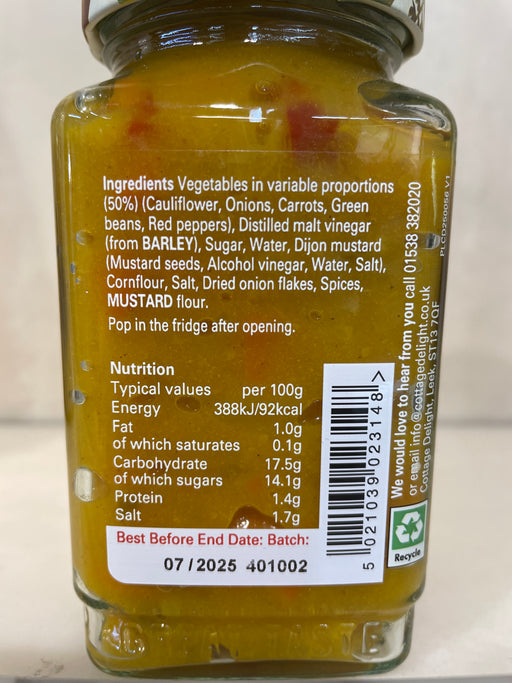 Ingredients Vegetables in variable proportions
(50%) (Cauliflower, Onions, Carrots, Green
beans, Red peppers), Distilled malt vinegar
(from BARLEY), Sugar, Water, Dijon mustard
(Mustard seeds, Alcohol vinegar, Water, Salt),
Cornflour, Salt, Dried onion flakes, Spices,
MUSTARD flour.
Pop in the fridge after opening.
Nutrition
Typical values per 100g
Energy 388kJ/92kcal
Fat 1.0g
of which saturates 0.1g
Carbohydrate 17.5g
of which sugars 14.1g
Protein 1.4g
Salt 1.7g
Best Before End Date: Batch:
07/2025 401002
5 021039 023148 >
We would love to hear from you call 01538 382020
or email info@cottagedelight.co.uk
Cottage Delight, Leek, ST13 7QF
PLCD250056 V1
Recycle